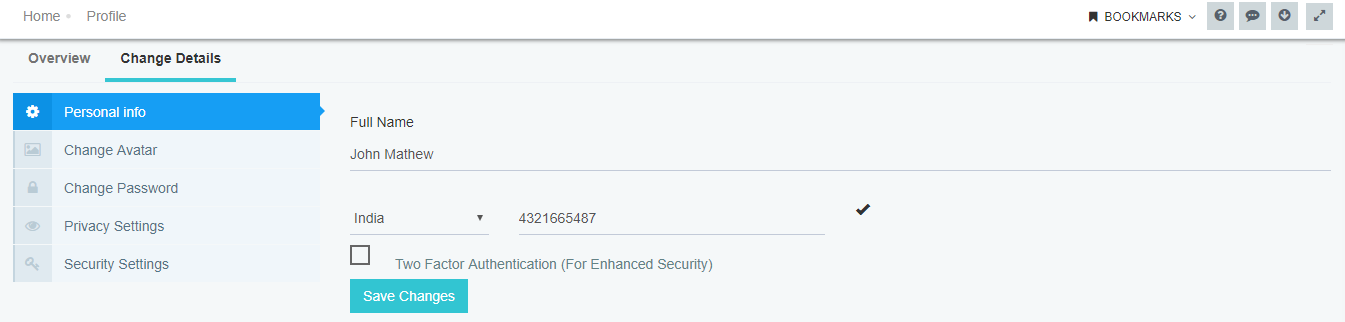 Home Profile BOOKMARKS
Overview Change Details
Personal info
Change Avatar
Change Password
Privacy Settings
Security Settings
Full Name
John Mathew
India 4321665487
Two Factor Authentication (For Enhanced Security)
Save Changes